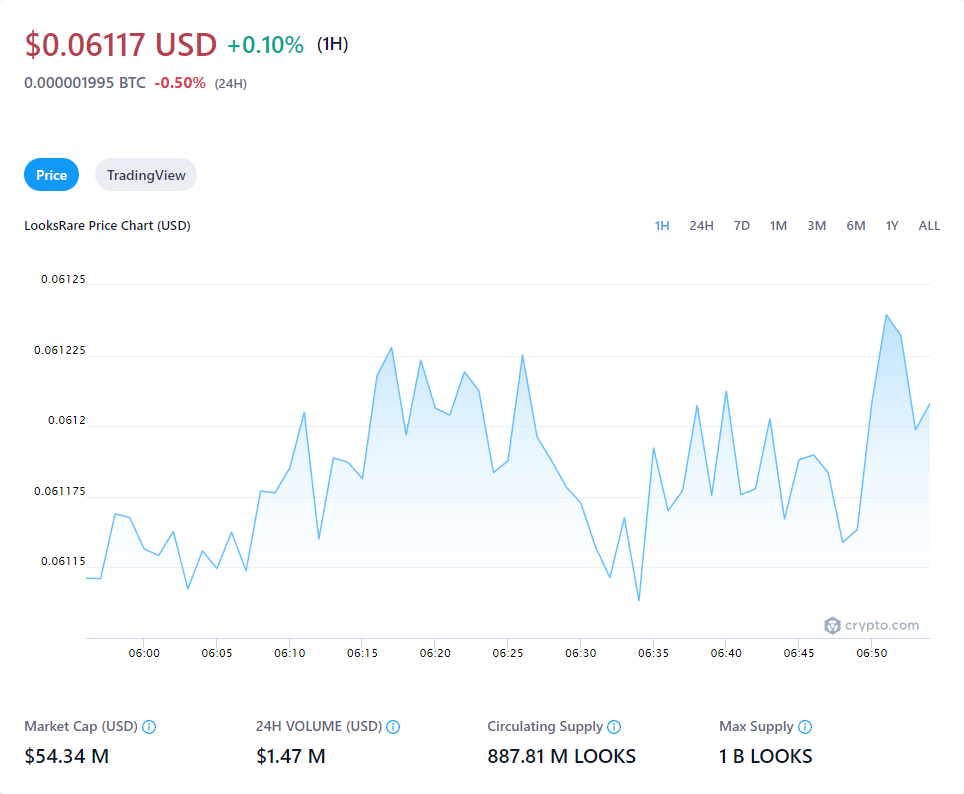 $0.06117 USD +0.10% (1H)
0.000001995 BTC -0.50% (24H)
Price TradingView
LooksRare Price Chart (USD) 1H 24H 7D 1M 3M 6M 1Y ALL
0.06125
0.061225
0.0612
0.061175
0.06115
crypto.com
06:00 06:05 06:10 06:15 06:20 06:25 06:30 06:35 06:40 06:45 06:50
Market Cap (USD) 24H VOLUME (USD) Circulating Supply Max Supply
$54.34 M $1.47 M 887.81 M LOOKS 1 B LOOKS